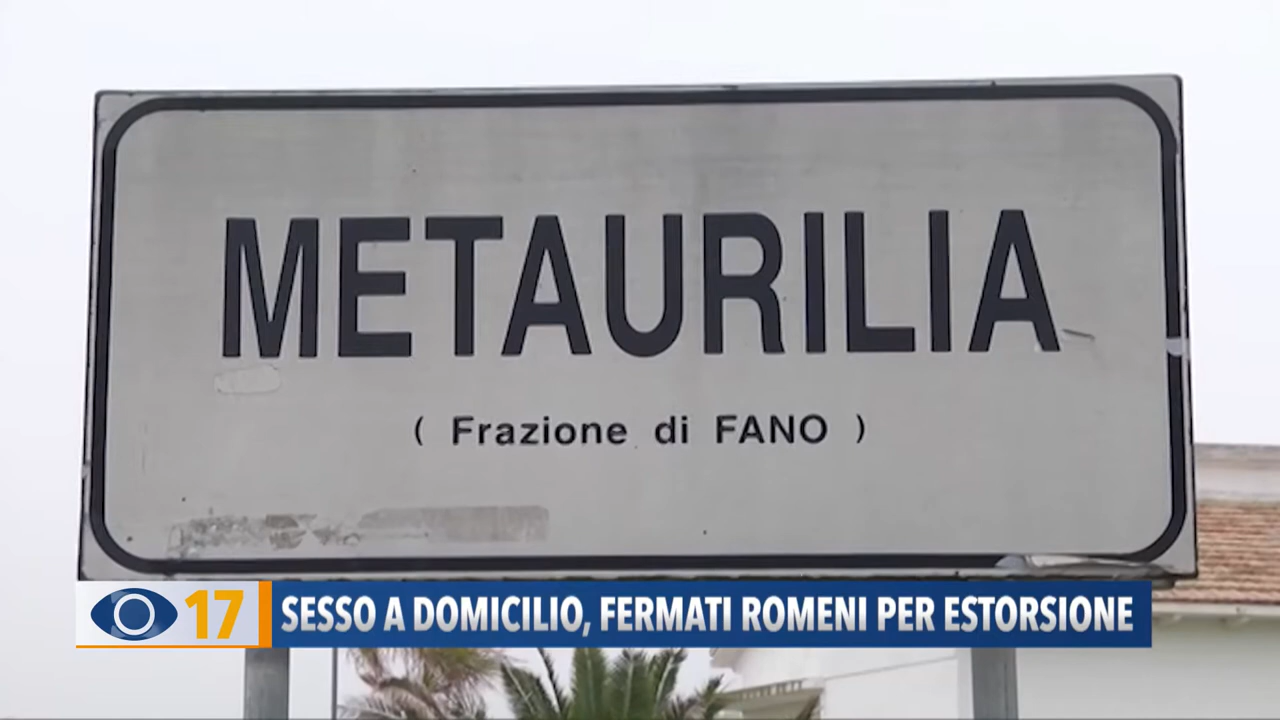 METAURILIA
( Frazione di FANO )
17 SESSO A DOMICILIO, FERMATI ROMENI PER ESTORSIONE